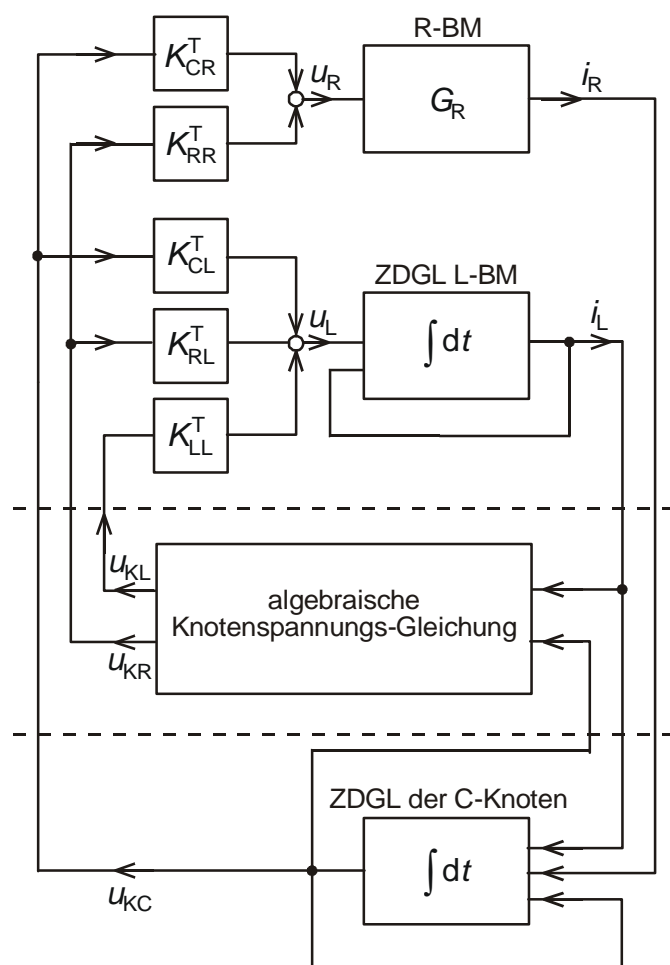 R-BM
K^T_CR
u_R
G_R
i_R
K^T_RR
K^T_CL
ZDGL L-BM
u_L
∫dt
i_L
K^T_RL
K^T_LL
u_KL
algebraische
Knotenspannungs-Gleichung
u_KR
ZDGL der C-Knoten
∫dt
u_KC